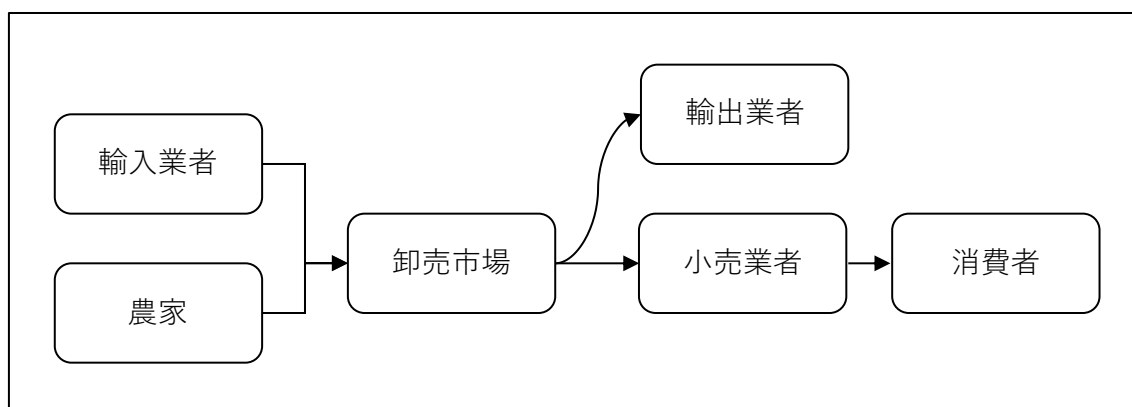 輸入業者
農家
卸売市場
輸出業者
小売業者
消費者